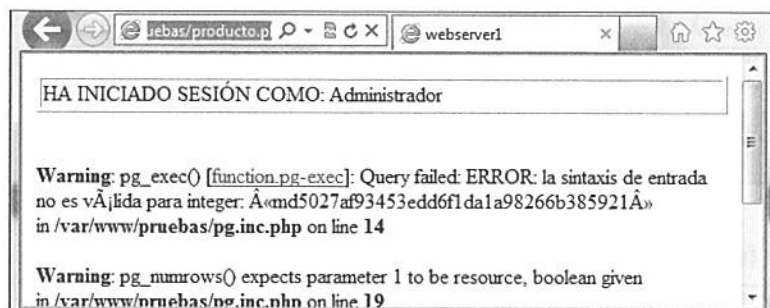 uebas/producto.p
webserver1
HA INICIADO SESIÓN COMO: Administrador
Warning: pg_exec() [function.pg-exec]: Query failed: ERROR: la sintaxis de entrada
no es vÃ¡lida para integer: Â«md5027af93453edd6f1da1a98266b385921Â»
in /var/www/pruebas/pg.inc.php on line 14
Warning: pg_numrows() expects parameter 1 to be resource, boolean given
in /var/www/pruebas/pg.inc.php on line 19